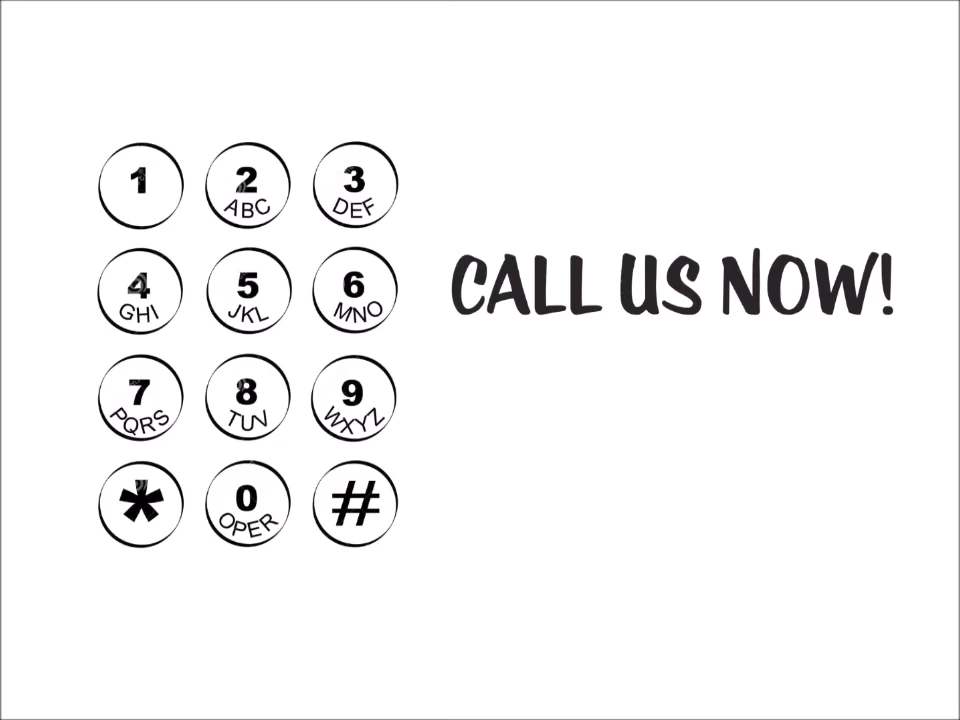 1 2 3
ABC DEF
CALL US NOW!
4 5 6
GHI JKL MNO
7 8 9
PQRS TUV WXYZ
* 0 #
OPER